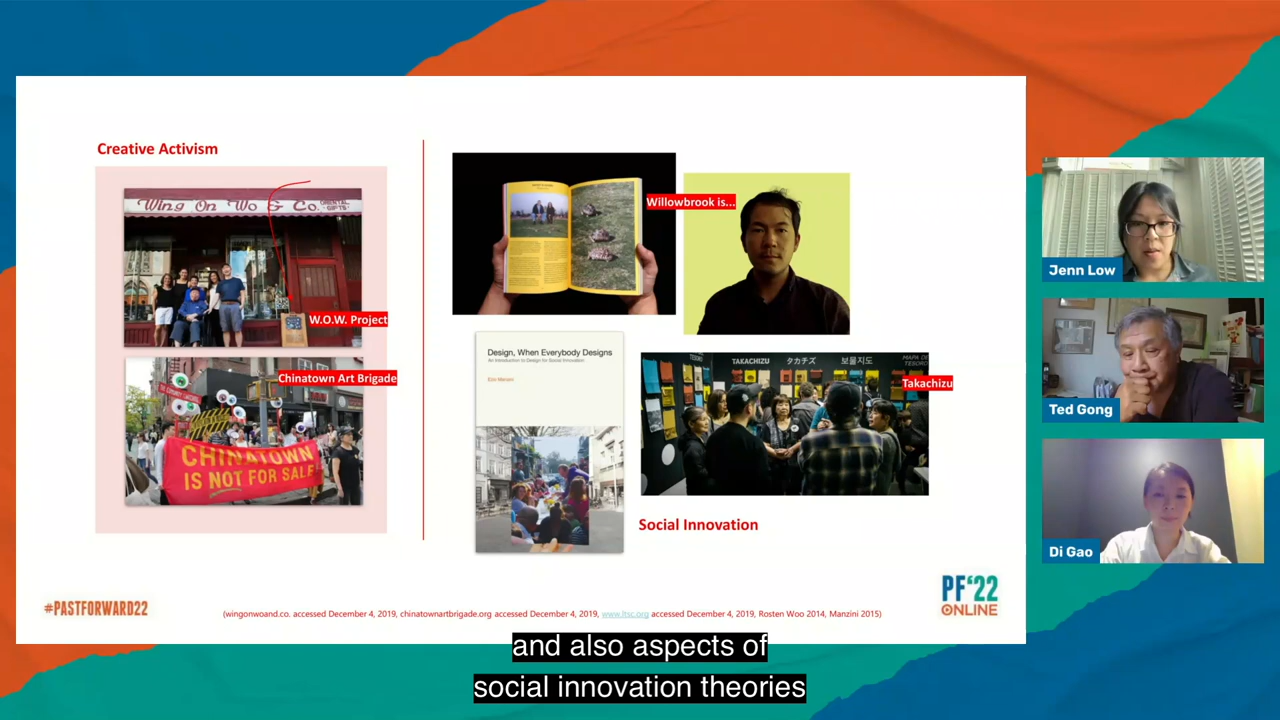 Creative Activism
Wing On Wo & Co.
ORIENTAL
GIFTS
W.O.W. Project
Chinatown Art Brigade
CHINATOWN
IS NOT FOR SALE
Willowbrook is...
Design, When Everybody Designs
An Introduction to Design for Social Innovation
Ezio Manzini
TAKACHIZU
タカチズ
보물지도
MAPA DE
TESORO
Takachizu
Social Innovation
#PASTFORWARD22
(wingonwoand.co. accessed December 4, 2019, chinatownartbrigade.org accessed December 4, 2019, www.ltsc.org accessed December 4, 2019, Rosten Woo 2014, Manzini 2015)
PF'22
ONLINE
Jenn Low
Ted Gong
Di Gao
and also aspects of
social innovation theories